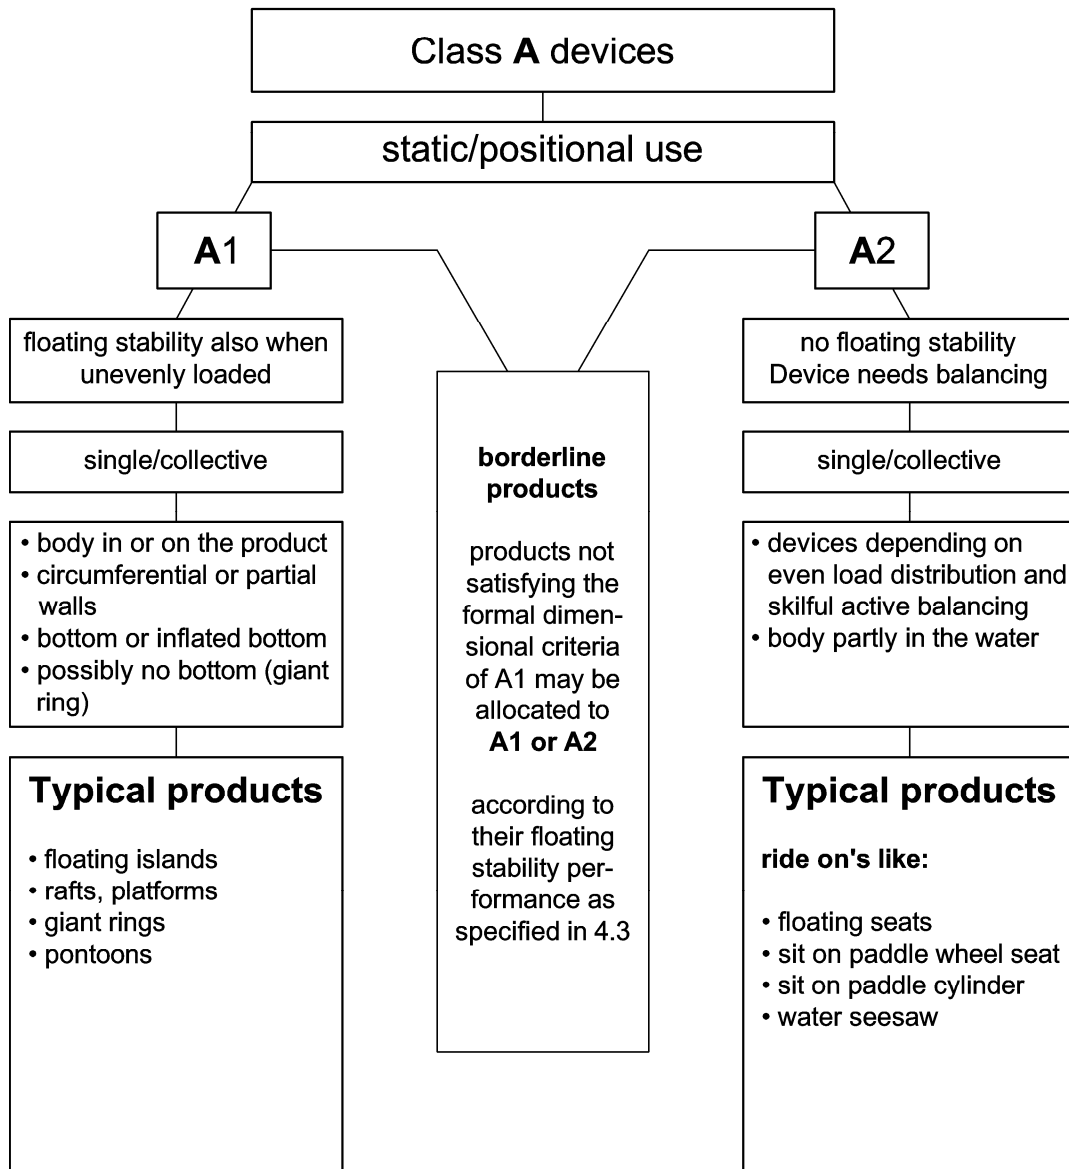 Class A devices
static/positional use
A1
A2
floating stability also when
unevenly loaded
single/collective
• body in or on the product
• circumferential or partial
walls
• bottom or inflated bottom
• possibly no bottom (giant
ring)
Typical products
• floating islands
• rafts, platforms
• giant rings
• pontoons
borderline
products
products not
satisfying the
formal dimen-
sional criteria
of A1 may be
allocated to
A1 or A2
according to
their floating
stability per-
formance as
specified in 4.3
no floating stability
Device needs balancing
single/collective
• devices depending on
even load distribution and
skilful active balancing
• body partly in the water
Typical products
ride on's like:
• floating seats
• sit on paddle wheel seat
• sit on paddle cylinder
• water seesaw